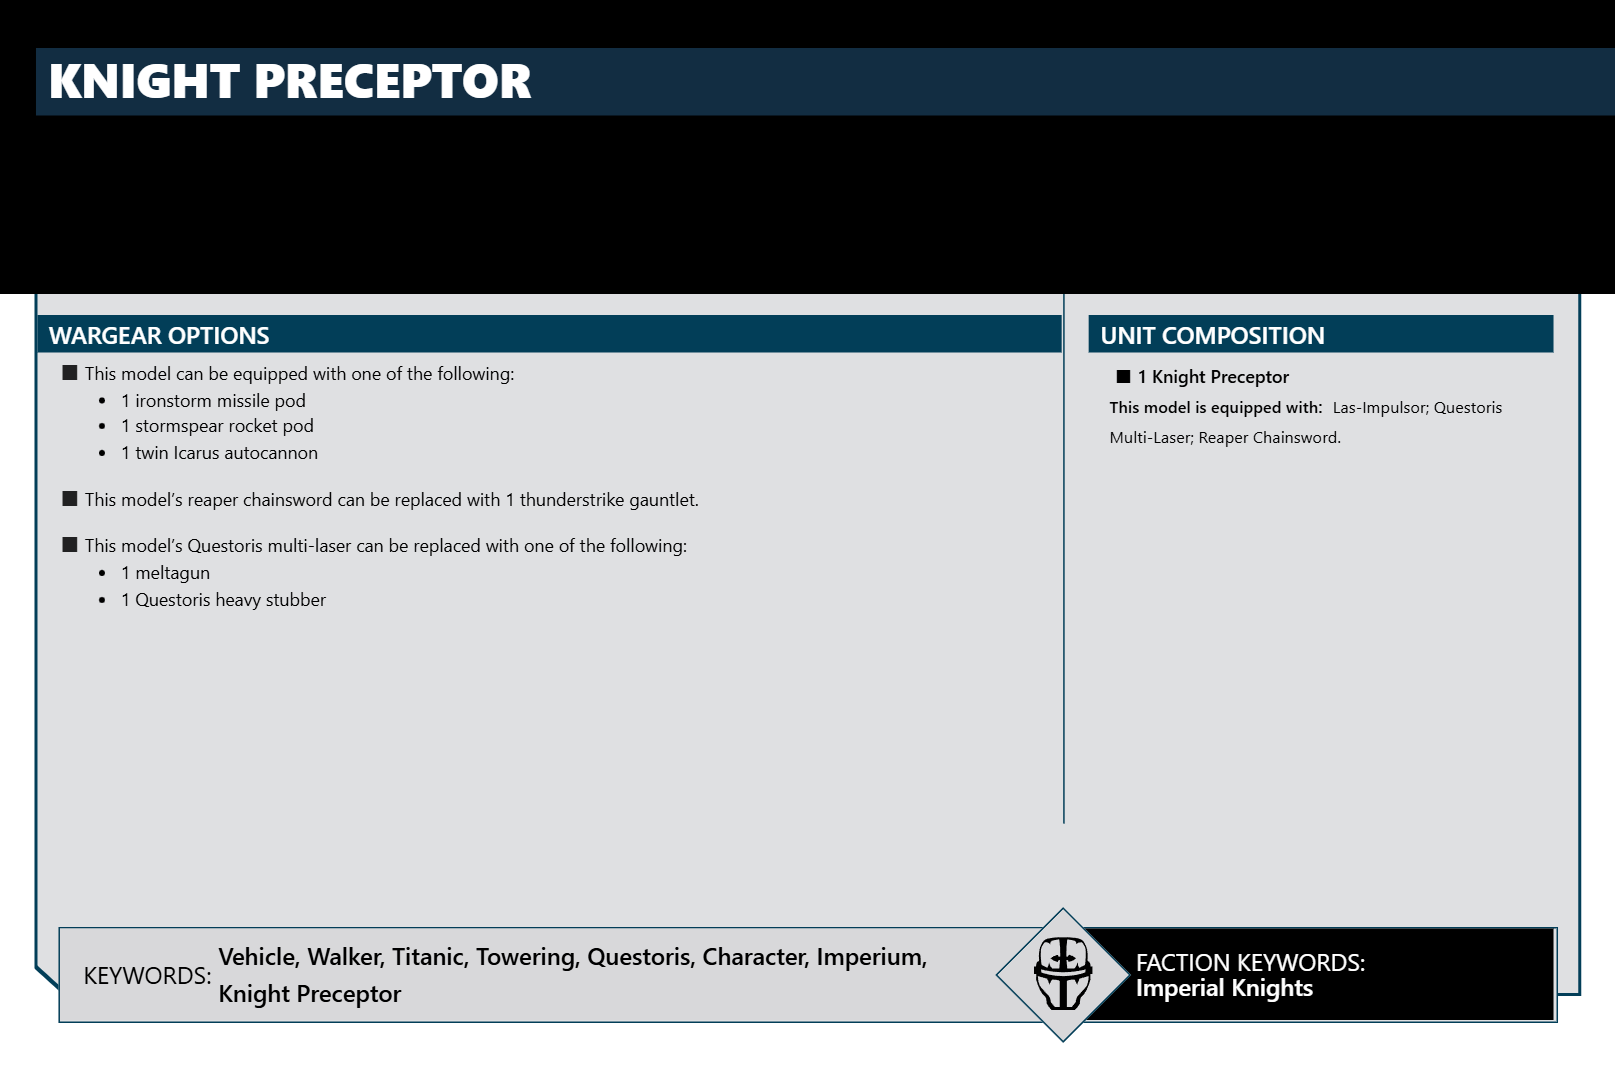 KNIGHT PRECEPTOR
WARGEAR OPTIONS
■ This model can be equipped with one of the following:
• 1 ironstorm missile pod
• 1 stormspear rocket pod
• 1 twin Icarus autocannon
■ This model’s reaper chainsword can be replaced with 1 thunderstrike gauntlet.
■ This model’s Questoris multi-laser can be replaced with one of the following:
• 1 meltagun
• 1 Questoris heavy stubber
UNIT COMPOSITION
■ 1 Knight Preceptor
This model is equipped with: Las-Impulsor; Questoris
Multi-Laser; Reaper Chainsword.
KEYWORDS: Vehicle, Walker, Titanic, Towering, Questoris, Character, Imperium,
Knight Preceptor
FACTION KEYWORDS:
Imperial Knights